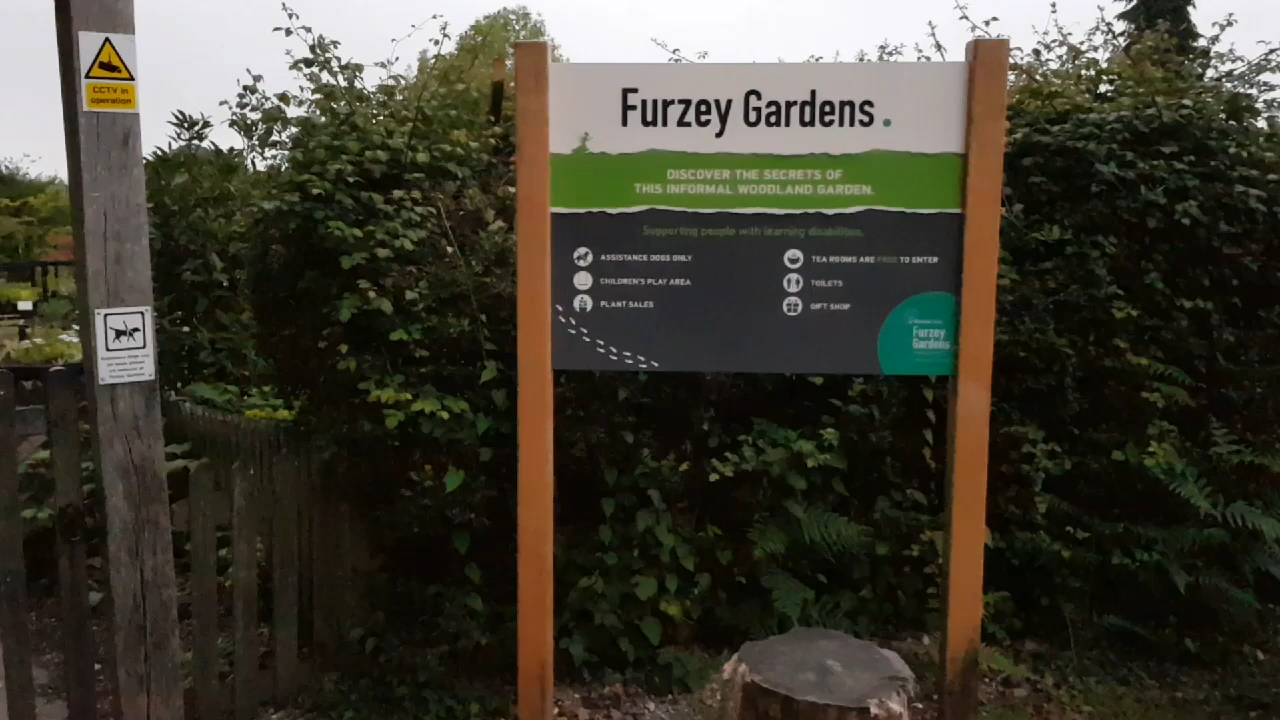 CCTV in
operation
Furzey Gardens.
DISCOVER THE SECRETS OF
THIS INFORMAL WOODLAND GARDEN.
Supporting people with learning disabilities.
ASSISTANCE DOGS ONLY
CHILDREN'S PLAY AREA
PLANT SALES
TEA ROOMS ARE FREE TO ENTER
TOILETS
GIFT SHOP
Furzey
Gardens